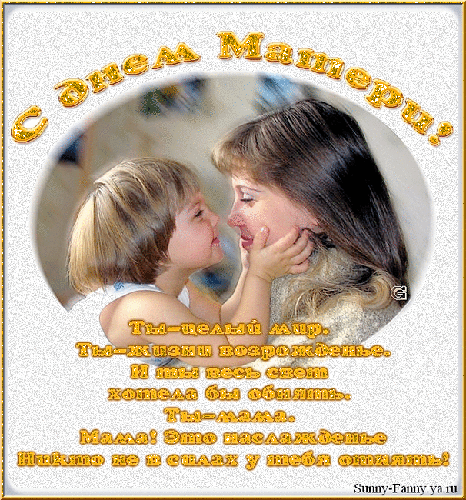 С днем Матери!
Ты-целый мир.
Ты-жизни возрожденье.
И ты весь свет
хотела бы обнять.
Ты-мама.
Мама! Это наслажденье
Никто не в силах у тебя отнять!
G
Sunny-Fanny ya ru